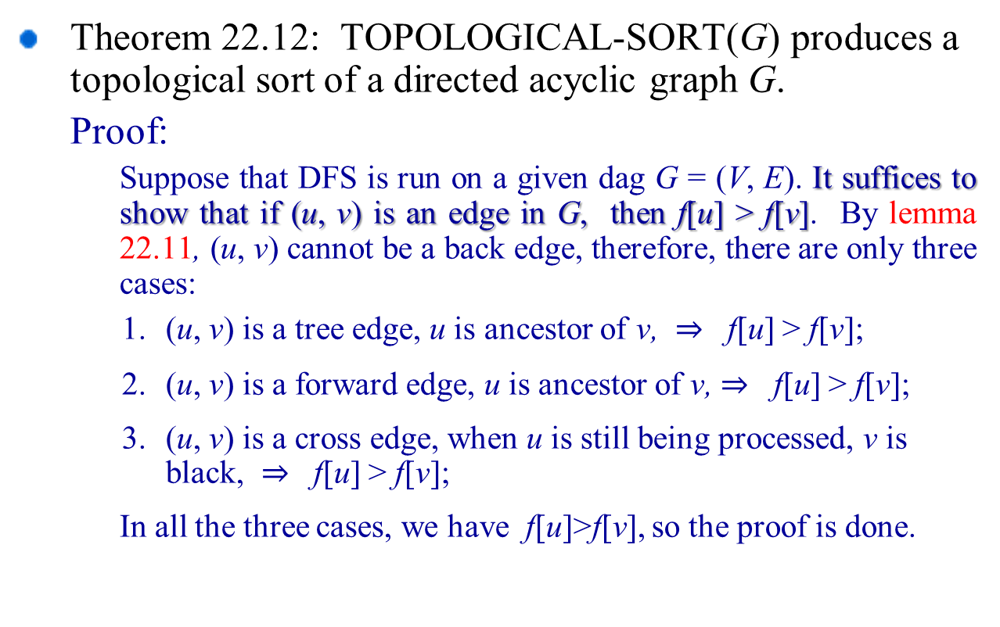 Theorem 22.12: TOPOLOGICAL-SORT(G) produces a
topological sort of a directed acyclic graph G.
Proof:
Suppose that DFS is run on a given dag G = (V, E). It suffices to
show that if (u, v) is an edge in G, then f[u] > f[v]. By lemma
22.11, (u, v) cannot be a back edge, therefore, there are only three
cases:
1. (u, v) is a tree edge, u is ancestor of v, ⇒ f[u] > f[v];
2. (u, v) is a forward edge, u is ancestor of v, ⇒ f[u] > f[v];
3. (u, v) is a cross edge, when u is still being processed, v is
black, ⇒ f[u] > f[v];
In all the three cases, we have f[u]>f[v], so the proof is done.